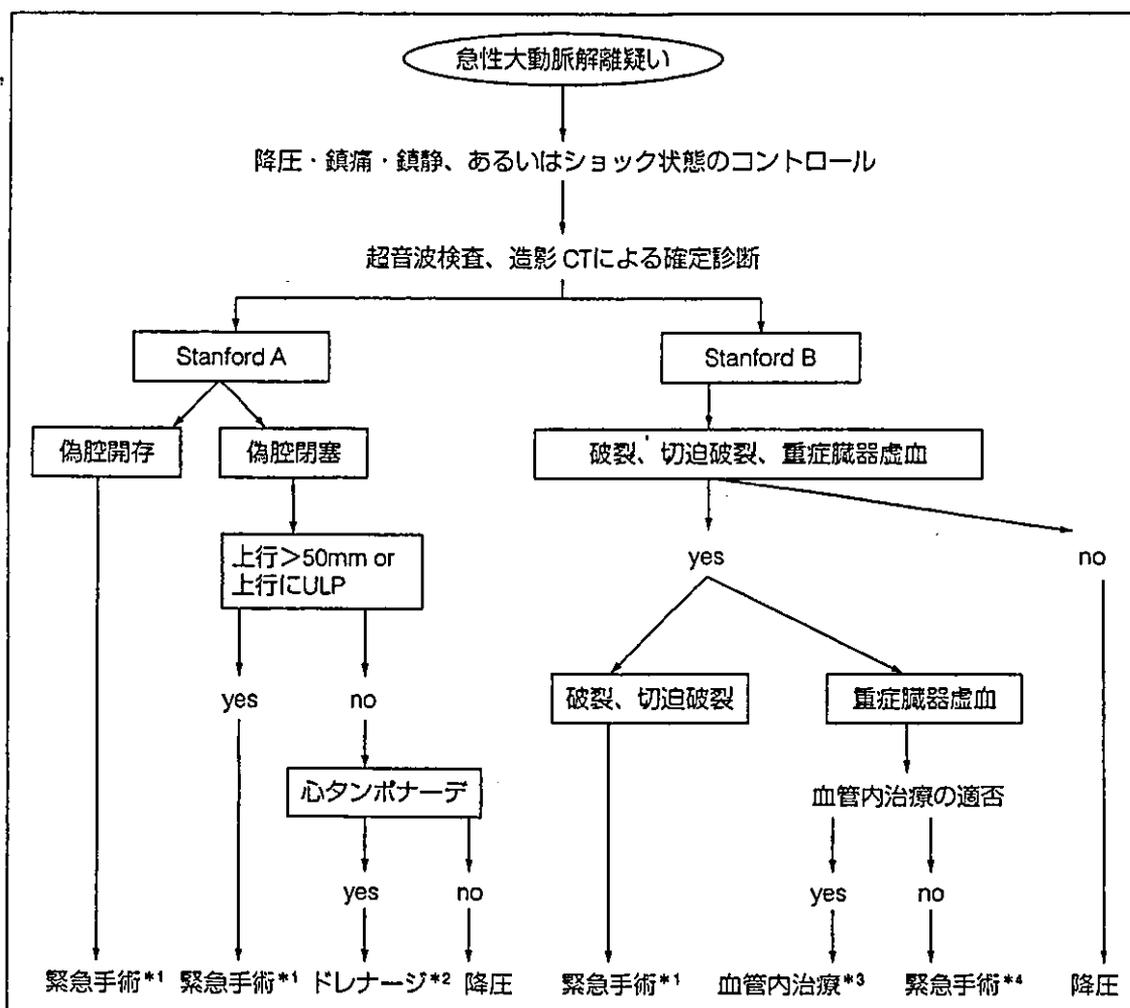 急性大動脈解離疑い
降圧・鎮痛・鎮静、あるいはショック状態のコントロール
超音波検査、造影CTによる確定診断
Stanford A
Stanford B
偽腔開存
偽腔閉塞
破裂、切迫破裂、重症臓器虚血
上行>50mm or
上行にULP
yes
no
yes
no
破裂、切迫破裂
重症臓器虚血
心タンポナーデ
血管内治療の適否
yes
no
yes
no
緊急手術*1
緊急手術*1
ドレナージ*2
降圧
緊急手術*1
血管内治療*3
緊急手術*4
降圧